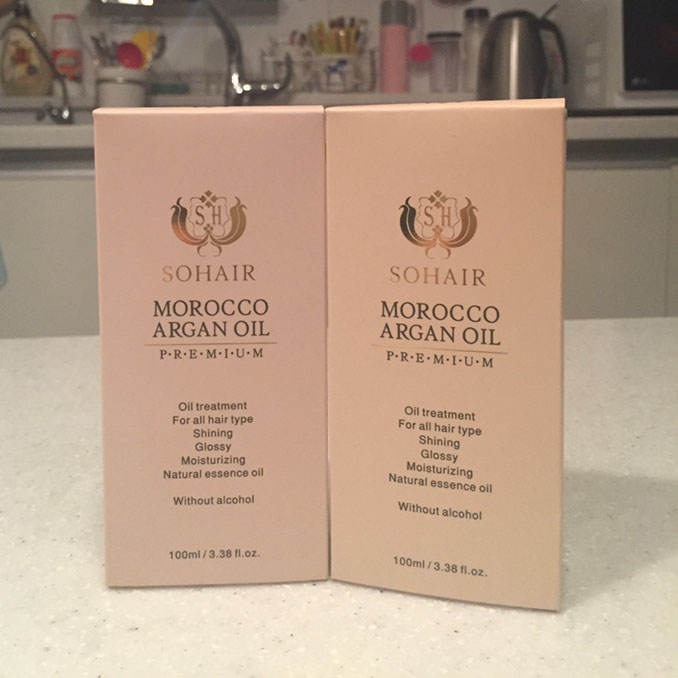 SH
SOHAIR
MOROCCO
ARGAN OIL
P·R·E·M·I·U·M
Oil treatment
For all hair type
Shining
Glossy
Moisturizing
Natural essence oil
Without alcohol
100ml / 3.38 fl.oz.
SH
SOHAIR
MOROCCO
ARGAN OIL
P·R·E·M·I·U·M
Oil treatment
For all hair type
Shining
Glossy
Moisturizing
Natural essence oil
Without alcohol
100ml / 3.38 fl.oz.